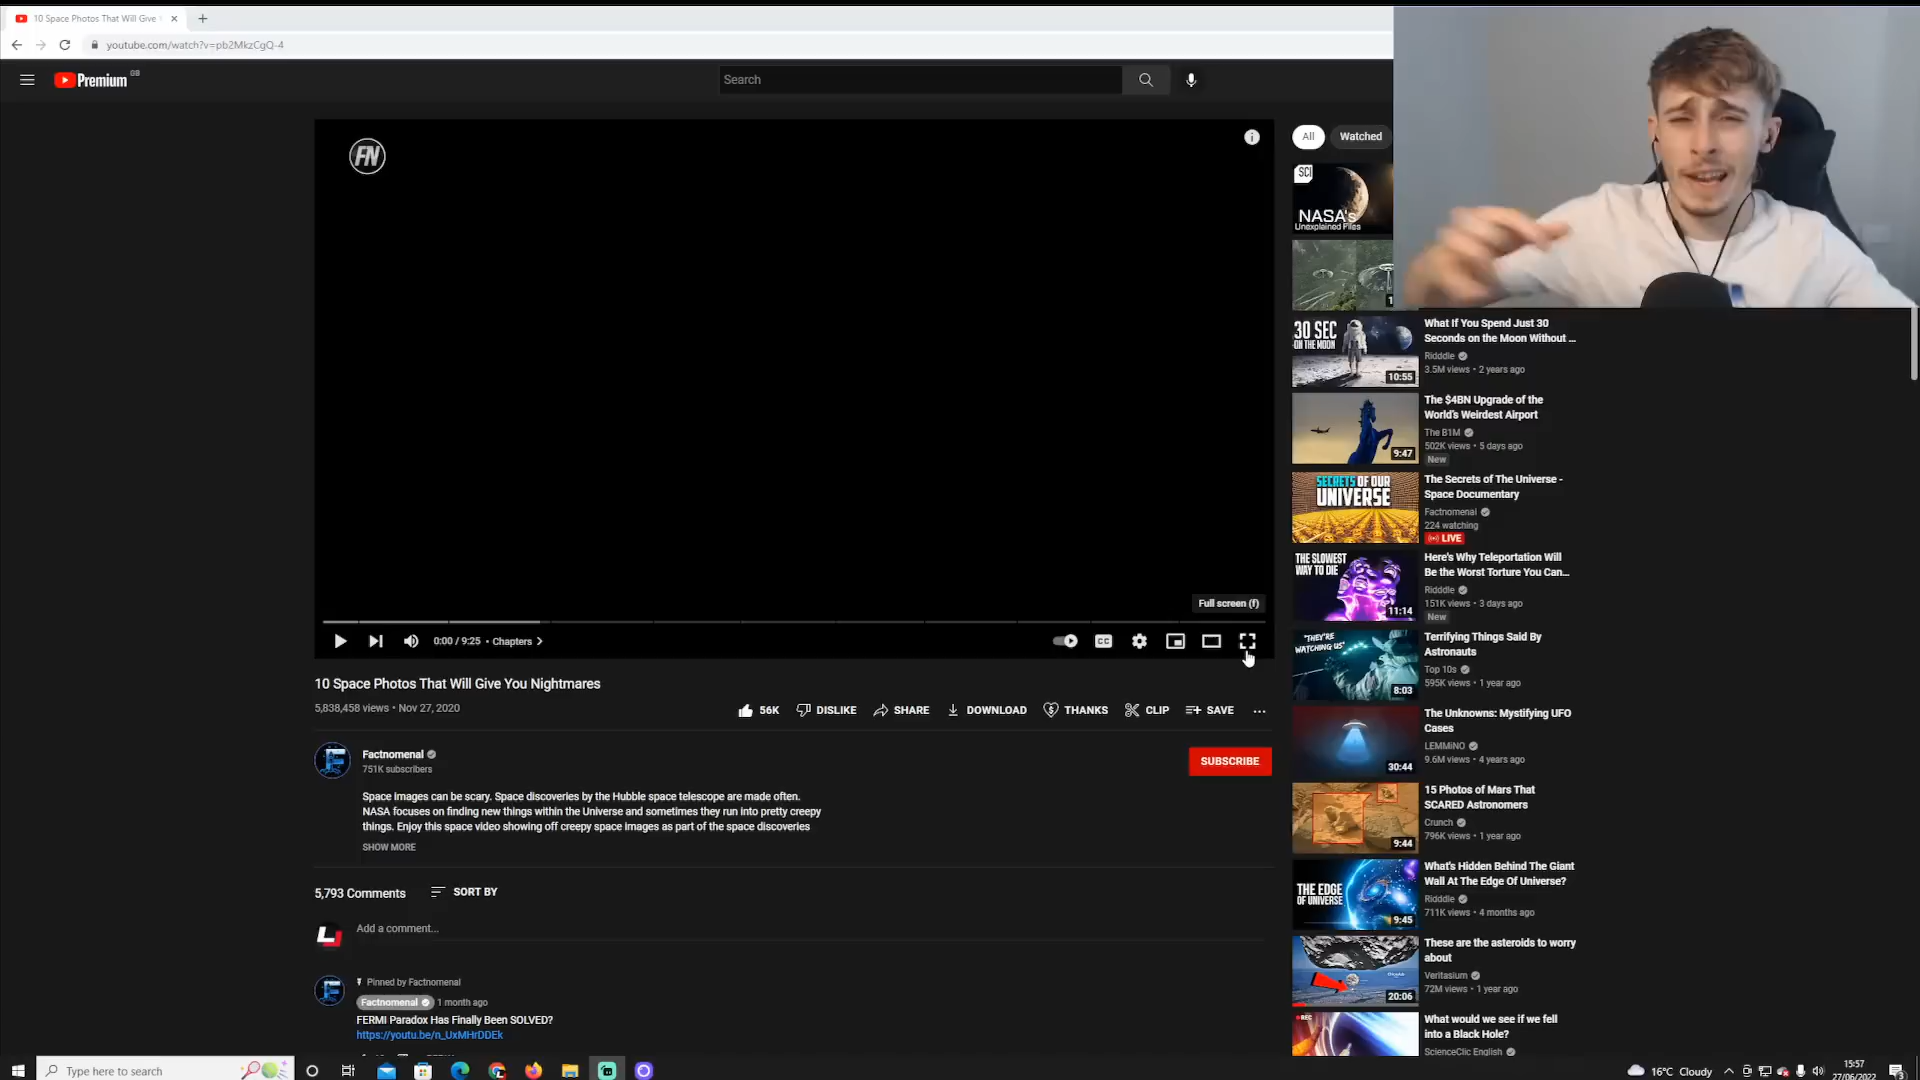 10 Space Photos That Will Give
youtube.com/watch?v=pb2MkzCgQ-4
Premium GB
Search
FN
All
Watched
SCI
NASA's
Unexplained Files
30 SEC
ON THE MOON
10:55
What If You Spend Just 30
Seconds on the Moon Without ...
Ridddle
3.5M views • 2 years ago
9:47
The $4BN Upgrade of the
World's Weirdest Airport
The B1M
502K views • 5 days ago
New
SECRETS OF OUR
UNIVERSE
The Secrets of The Universe -
Space Documentary
Factnomenal
224 watching
LIVE
THE SLOWEST
WAY TO DIE
11:14
Here's Why Teleportation Will
Be the Worst Torture You Can...
Ridddle
151K views • 3 days ago
New
Full screen (f)
0:00 / 9:25 • Chapters
CC
"THEY'RE
WATCHING US"
8:03
Terrifying Things Said By
Astronauts
Top 10s
595K views • 1 year ago
10 Space Photos That Will Give You Nightmares
5,838,458 views • Nov 27, 2020
56K
DISLIKE
SHARE
DOWNLOAD
THANKS
CLIP
SAVE
30:44
The Unknowns: Mystifying UFO
Cases
LEMMiNO
9.6M views • 4 years ago
Factnomenal
751K subscribers
SUBSCRIBE
Space images can be scary. Space discoveries by the Hubble space telescope are made often.
NASA focuses on finding new things within the Universe and sometimes they run into pretty creepy
things. Enjoy this space video showing off creepy space images as part of the space discoveries
SHOW MORE
9:44
15 Photos of Mars That
SCARED Astronomers
Crunch
796K views • 1 year ago
THE EDGE
OF UNIVERSE
9:45
What's Hidden Behind The Giant
Wall At The Edge Of Universe?
Ridddle
711K views • 4 months ago
5,793 Comments
SORT BY
Add a comment...
20:06
These are the asteroids to worry
about
Veritasium
72M views • 1 year ago
Pinned by Factnomenal
Factnomenal
1 month ago
FERMI Paradox Has Finally Been SOLVED?
https://youtu.be/n_UxMHrDDEk
REC
What would we see if we fell
into a Black Hole?
ScienceClic English
Type here to search
16°C Cloudy
15:57
27/06/2022